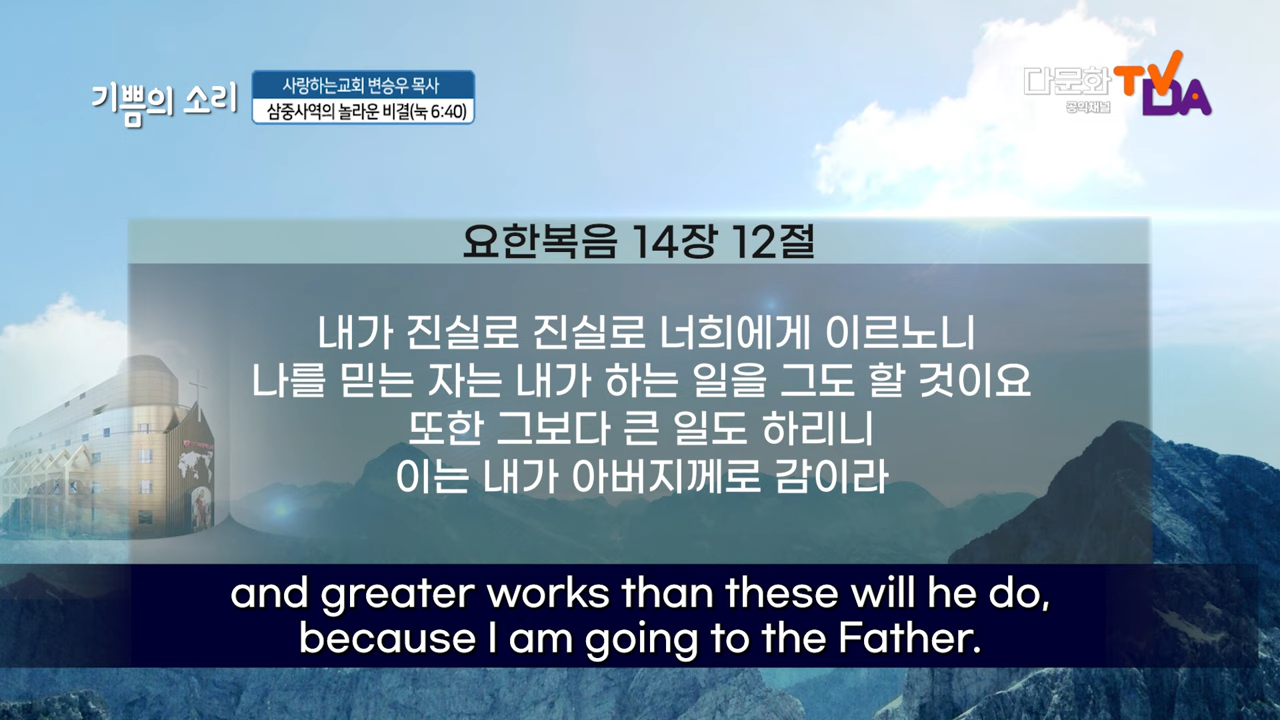 기쁨의 소리
사랑하는교회 변승우 목사
삼중사역의 놀라운 비결(눅 6:40)
다문화 TVDA
공익채널
요한복음 14장 12절
내가 진실로 진실로 너희에게 이르노니
나를 믿는 자는 내가 하는 일을 그도 할 것이요
또한 그보다 큰 일도 하리니
이는 내가 아버지께로 감이라
and greater works than these will he do,
because I am going to the Father.